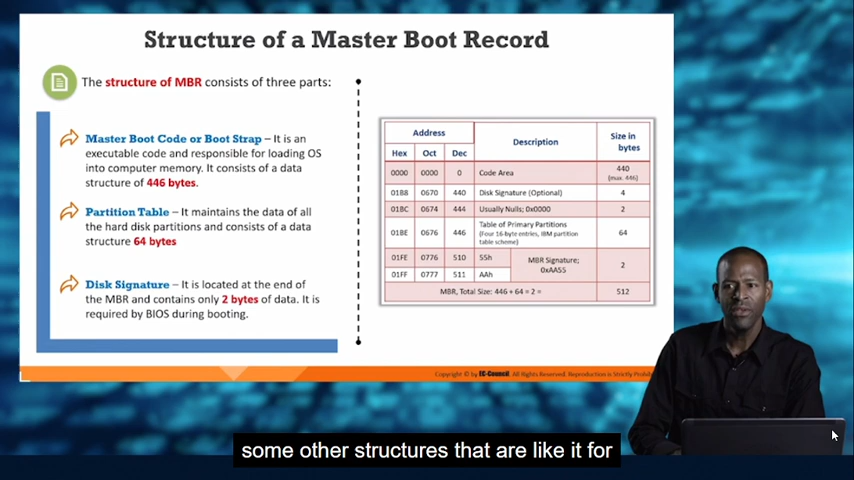 Structure of a Master Boot Record
The structure of MBR consists of three parts:
Master Boot Code or Boot Strap – It is an
executable code and responsible for loading OS
into computer memory. It consists of a data
structure of 446 bytes.
Partition Table – It maintains the data of all
the hard disk partitions and consists of a data
structure 64 bytes
Disk Signature – It is located at the end of
the MBR and contains only 2 bytes of data. It is
required by BIOS during booting.
Address Description Size in bytes
Hex Oct Dec
0000 0000 0 Code Area 440 (max. 446)
01B8 0670 440 Disk Signature (Optional) 4
01BC 0674 444 Usually Nulls; 0x0000 2
01BE 0676 446 Table of Primary Partitions (Four 16-byte entries, IBM partition table scheme) 64
01FE 0776 510 55h MBR Signature; 0xAA55 2
01FF 0777 511 AAh
MBR, Total Size: 446 + 64 = 2 = 512
Copyright © by EC-Council. All Rights Reserved. Reproduction is Strictly Prohib
some other structures that are like it for